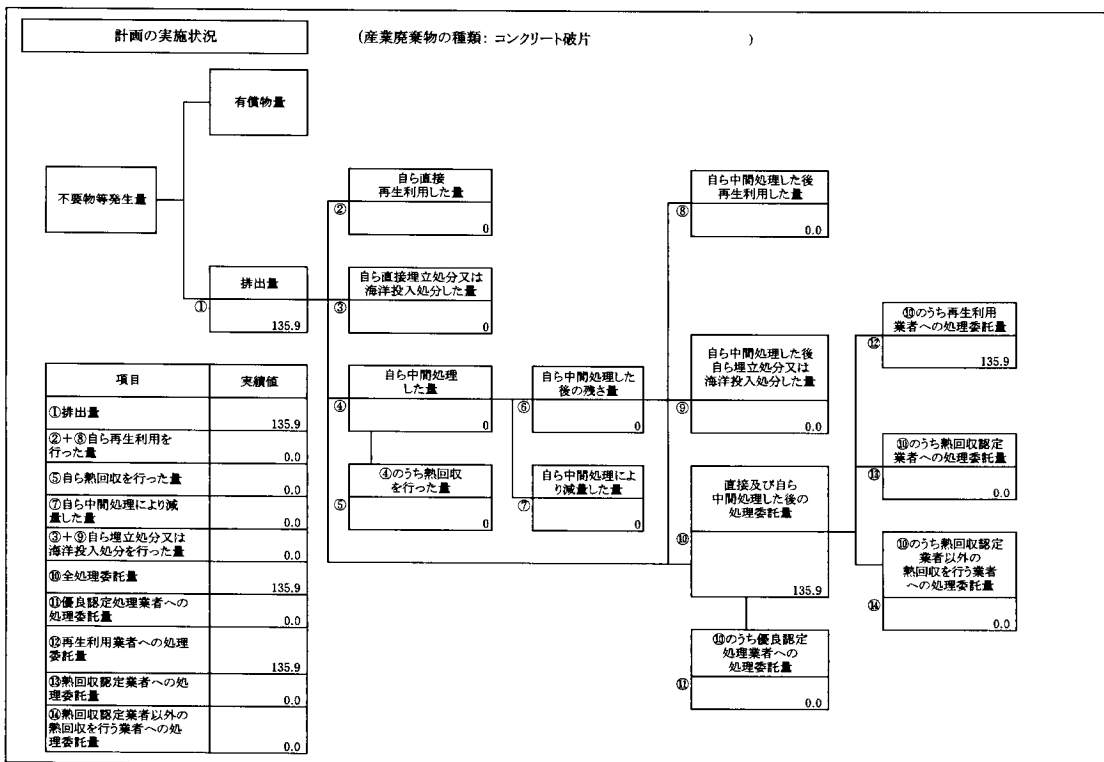 計画の実施状況
(産業廃棄物の種類: コンクリート破片 )
有償物量
不要物等発生量
排出量
①
135.9
自ら直接
再生利用した量
②
0
自ら直接埋立処分又は
海洋投入処分した量
③
0
自ら中間処理
した量
④
0
④のうち熱回収
を行った量
⑤
0
自ら中間処理した
後の残さ量
⑥
0
自ら中間処理によ
り減量した量
⑦
0
自ら中間処理した後
再生利用した量
⑧
0.0
自ら中間処理した後
自ら埋立処分又は
海洋投入処分した量
⑨
0.0
直接及び自ら
中間処理した後の
処理委託量
⑩
135.9
⑩のうち優良認定
処理業者への
処理委託量
⑪
0.0
⑩のうち再生利用
業者への処理委託量
⑫
135.9
⑩のうち熱回収認定
業者への処理委託量
⑬
0.0
⑩のうち熱回収認定
業者以外の
熱回収を行う業者
への処理委託量
⑭
0.0
項目 実績値
①排出量
135.9
②+⑧自ら再生利用を
行った量
0.0
⑤自ら熱回収を行った量
0.0
⑦自ら中間処理により減
量した量
0.0
③+⑨自ら埋立処分又は
海洋投入処分を行った量
0.0
⑩全処理委託量
135.9
⑪優良認定処理業者への
処理委託量
0.0
⑫再生利用業者への処理
委託量
135.9
⑬熱回収認定業者への処
理委託量
0.0
⑭熱回収認定業者以外の
熱回収を行う業者への処
理委託量
0.0